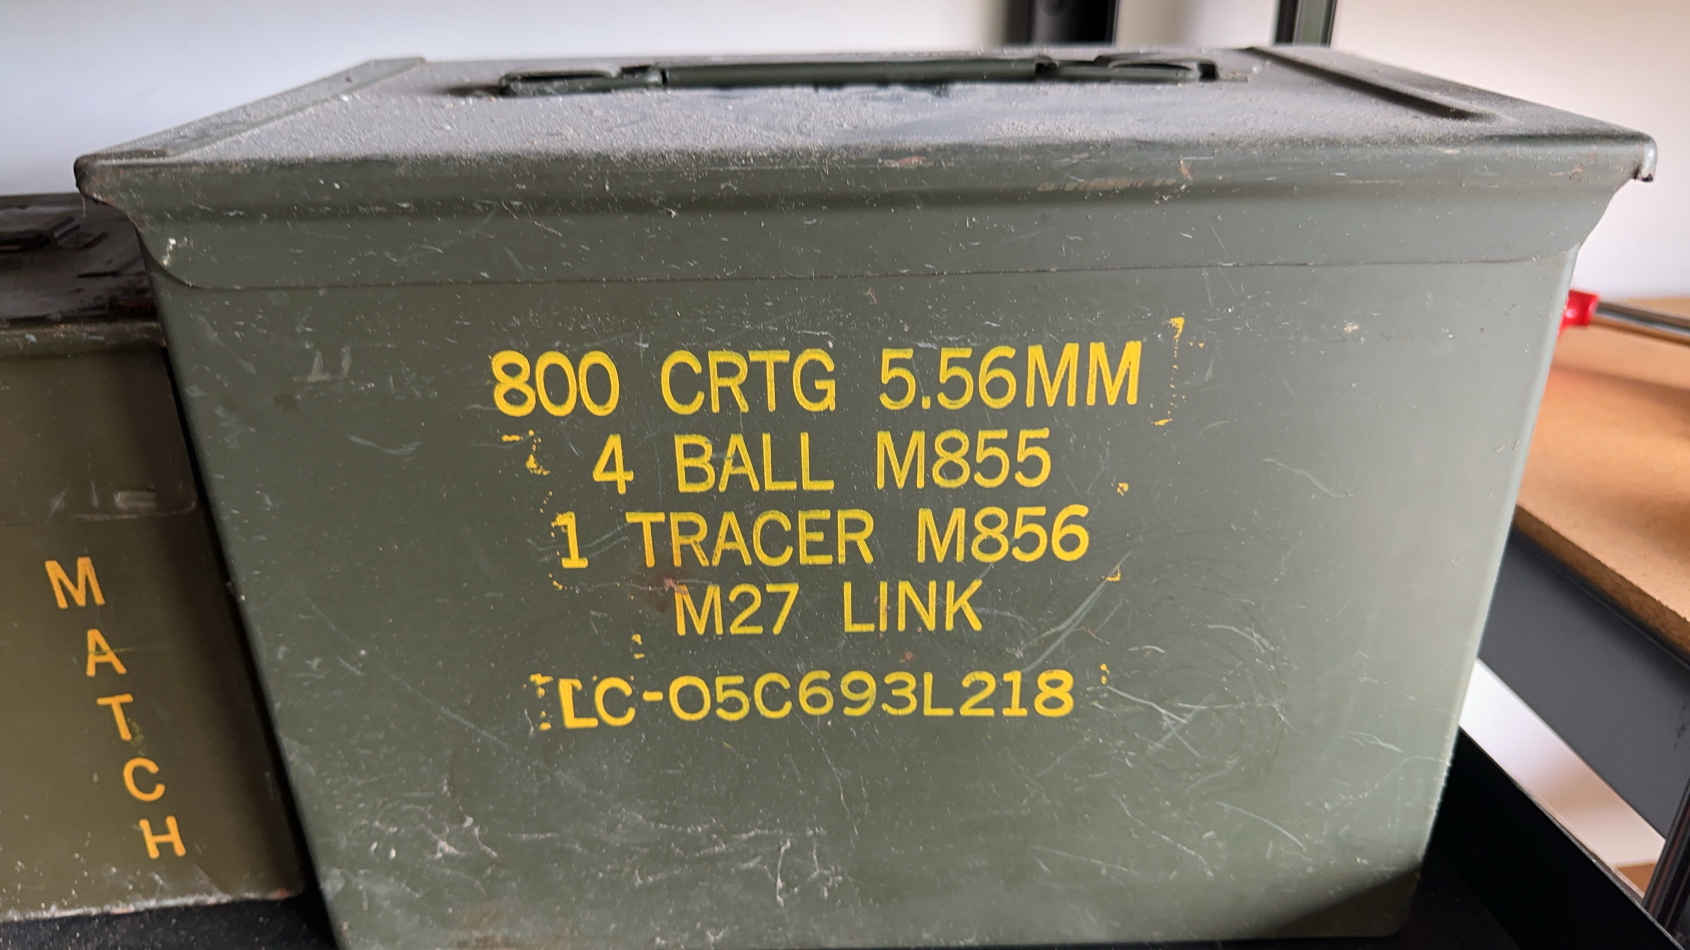 800 CRTG 5.56MM
4 BALL M855
1 TRACER M856
M27 LINK
LC-05C693L218
MATCH